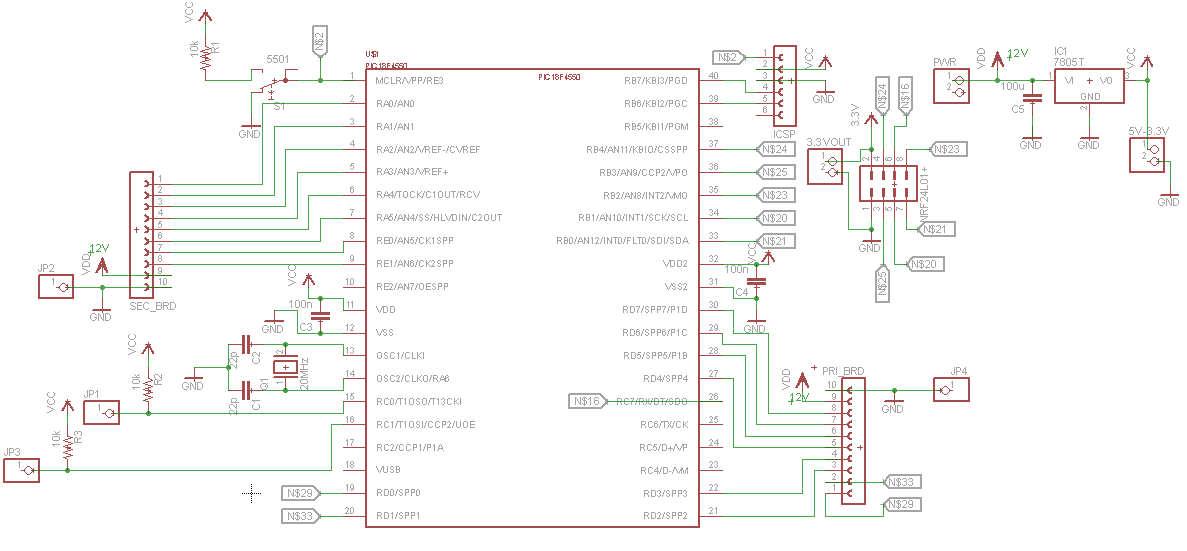 VCC
10k
R1
5501
S1
GND
N$2
U$1
PIC18F4550
PIC18F4550
1 MCLR/VPP/RE3
2 RA0/AN0
3 RA1/AN1
4 RA2/AN2/VREF-/CVREF
5 RA3/AN3/VREF+
6 RA4/TOCK/C1OUT/RCV
7 RA5/AN4/SS/HLVDIN/C2OUT
8 RE0/AN5/CK1SPP
9 RE1/AN6/CK2SPP
10 RE2/AN7/OESPP
11 VDD
12 VSS
13 OSC1/CLKI
14 OSC2/CLKO/RA6
15 RC0/T1OSO/T13CKI
16 RC1/T1OSI/CCP2/UOE
17 RC2/CCP1/P1A
18 VUSB
19 RD0/SPP0
20 RD1/SPP1
RB7/KBI3/PGD 40
RB6/KBI2/PGC 39
RB5/KBI1/PGM 38
RB4/AN11/KBIO/CSSPP 37
RB3/AN9/CCP2/VPO 36
RB2/AN8/INT2/VMO 35
RB1/AN10/INT1/SCK/SCL 34
RB0/AN12/INT0/FLT0/SDI/SDA 33
VDD2 32
VSS2 31
RD7/SPP7/P1D 30
RD6/SPP6/P1C 29
RD5/SPP5/P1B 28
RD4/SPP4 27
RC7/RX/DT/SDO 26
RC6/TX/CK 25
RC5/D+/VP 24
RC4/D-/VM 23
RD3/SPP3 22
RD2/SPP2 21
N$2
1
2
3
4
5
6
+
VCC
GND
ICSP
N$24
N$25
N$23
N$20
N$21
VCC
100n
C4
GND
N$16
3.3V
3.3VOUT
1
2
N$24
N$16
N$23
2 4 6 8
1 3 5 7
+
NRF24L01+
GND
N$21
N$20
N$25
PWR
1
2
VDD
12V
100u
C5
GND
IC1
7805T
1 VI + VO 3
GND
2
GND
VCC
5V-3.3V
1
2
GND
1
2
3
4
5
6
7
8
9
10
+
SEC_BRD
VDD
12V
JP2
1
GND
VCC
100n
C3
GND
22p
C2
22p
C1
GND
Q1
2
1
20MHz
VCC
10k
R2
JP1
1
VCC
10k
R3
JP3
1
N$29
N$33
+
PRI_BRD
VDD
12V
10
9
8
7
6
5
4
3
2
1
+
GND
JP4
1
N$33
N$29